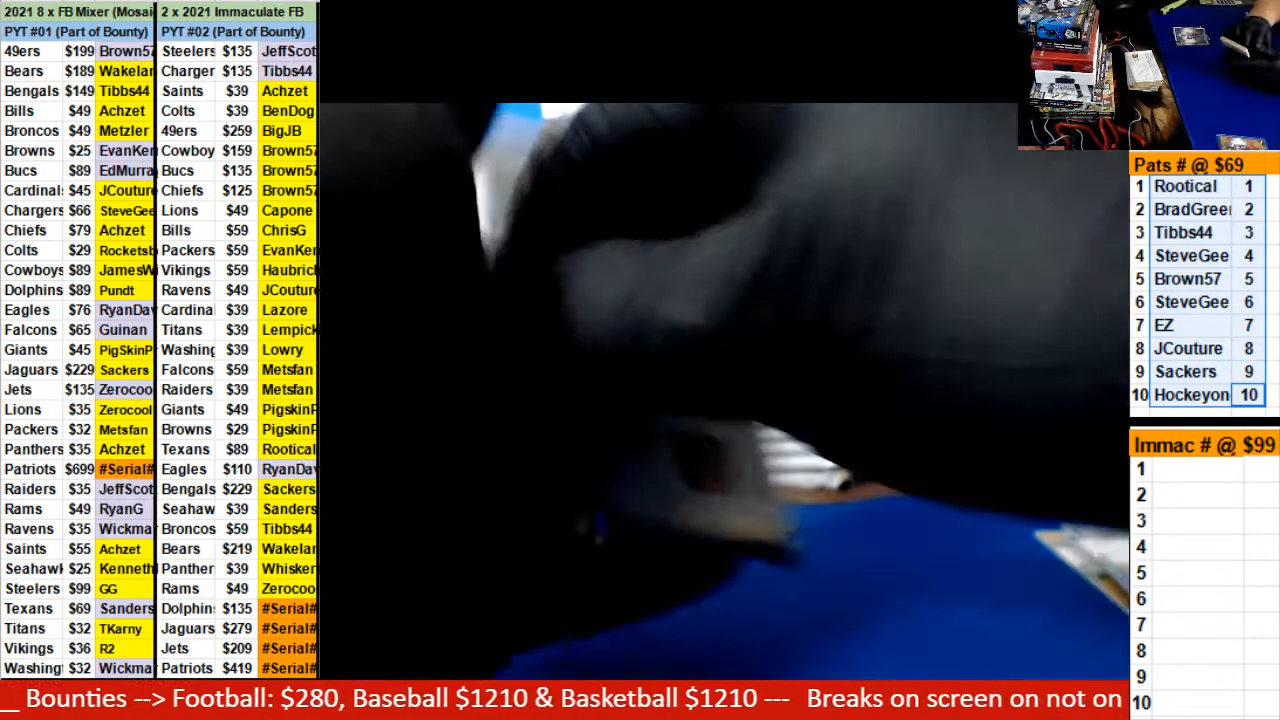 2021 8 x FB Mixer (Mosai 2 x 2021 Immaculate FB
PYT #01 (Part of Bounty) PYT #02 (Part of Bounty)
49ers $199 Brown57 Steelers $135 JeffScot
Bears $189 Wakelan Charger $135 Tibbs44
Bengals $149 Tibbs44 Saints $39 Achzet
Bills $49 Achzet Colts $39 BenDog
Broncos $49 Metzler 49ers $259 BigJB
Browns $25 EvanKen Cowboy $159 Brown57
Bucs $89 EdMurra Bucs $135 Brown57
Cardinals $45 JCouture Chiefs $125 Brown57
Chargers $66 SteveGee Lions $49 Capone
Chiefs $79 Achzet Bills $59 ChrisG
Colts $29 Rocketsb Packers $59 EvanKen
Cowboys $89 JamesW Vikings $59 Haubrich
Dolphins $89 Pundt Ravens $49 JCouture
Eagles $76 RyanDav Cardina $39 Lazore
Falcons $65 Guinan Titans $39 Lempick
Giants $45 PigSkinP Washing $39 Lowry
Jaguars $229 Sackers Falcons $59 Metsfan
Jets $135 Zerocoo Raiders $39 Metsfan
Lions $35 Zerocool Giants $49 PigskinP
Packers $32 Metsfan Browns $29 PigskinP
Panthers $35 Achzet Texans $89 Rootical
Patriots $699 #Serial# Eagles $110 RyanDav
Raiders $35 JeffScot Bengals $229 Sackers
Rams $49 RyanG Seahaw $39 Sanders
Ravens $35 Wickma Broncos $59 Tibbs44
Saints $55 Achzet Bears $219 Wakelan
Seahawk $25 Kenneth Panther $39 Whisker
Steelers $99 GG Rams $49 Zerocoo
Texans $69 Sanders Dolphin $135 #Serial#
Titans $32 TKarny Jaguars $279 #Serial#
Vikings $36 R2 Jets $209 #Serial#
Washing $32 Wickma Patriots $419 #Serial#
Pats # @ $69
1 Rootical 1
2 BradGreen 2
3 Tibbs44 3
4 SteveGee 4
5 Brown57 5
6 SteveGee 6
7 EZ 7
8 JCouture 8
9 Sackers 9
10 Hockeyon 10
Immac # @ $99
1
2
3
4
5
6
7
8
9
10
_ Bounties --> Football: $280, Baseball $1210 & Basketball $1210 --- Breaks on screen on not on